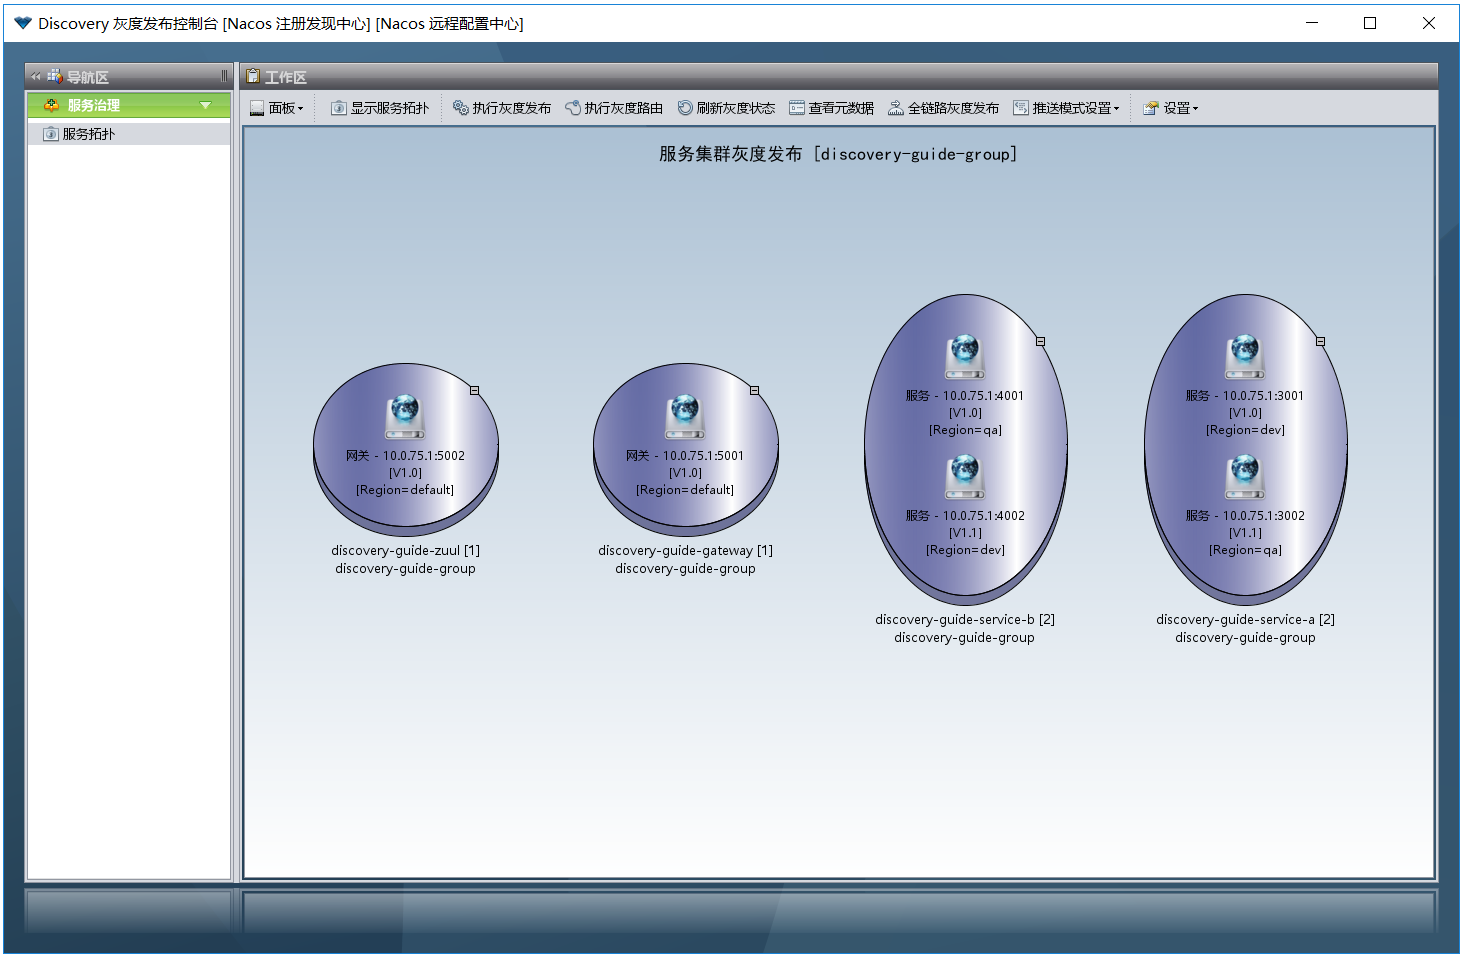 Discovery 灰度发布控制台 [Nacos 注册发现中心] [Nacos 远程配置中心]
导航区
工作区
服务治理
服务拓扑
面板 显示服务拓扑 执行灰度发布 执行灰度路由 刷新灰度状态 查看元数据 全链路灰度发布 推送模式设置 设置
服务集群灰度发布 [discovery-guide-group]
网关 - 10.0.75.1:5002
[V1.0]
[Region=default]
discovery-guide-zuul [1]
discovery-guide-group
网关 - 10.0.75.1:5001
[V1.0]
[Region=default]
discovery-guide-gateway [1]
discovery-guide-group
服务 - 10.0.75.1:4001
[V1.0]
[Region=qa]
服务 - 10.0.75.1:4002
[V1.1]
[Region=dev]
discovery-guide-service-b [2]
discovery-guide-group
服务 - 10.0.75.1:3001
[V1.0]
[Region=dev]
服务 - 10.0.75.1:3002
[V1.1]
[Region=qa]
discovery-guide-service-a [2]
discovery-guide-group